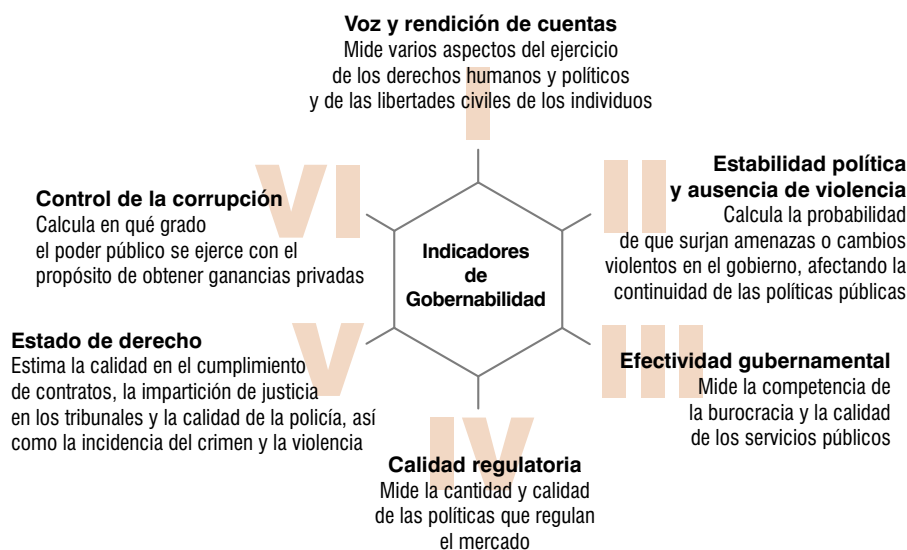 I
Voz y rendición de cuentas
Mide varios aspectos del ejercicio
de los derechos humanos y políticos
y de las libertades civiles de los individuos
II
Estabilidad política
y ausencia de violencia
Calcula la probabilidad
de que surjan amenazas o cambios
violentos en el gobierno, afectando la
continuidad de las políticas públicas
III
Efectividad gubernamental
Mide la competencia de
la burocracia y la calidad
de los servicios públicos
IV
Calidad regulatoria
Mide la cantidad y calidad
de las políticas que regulan
el mercado
V
Estado de derecho
Estima la calidad en el cumplimiento
de contratos, la impartición de justicia
en los tribunales y la calidad de la policía, así
como la incidencia del crimen y la violencia
VI
Control de la corrupción
Calcula en qué grado
el poder público se ejerce con el
propósito de obtener ganancias privadas
Indicadores
de
Gobernabilidad